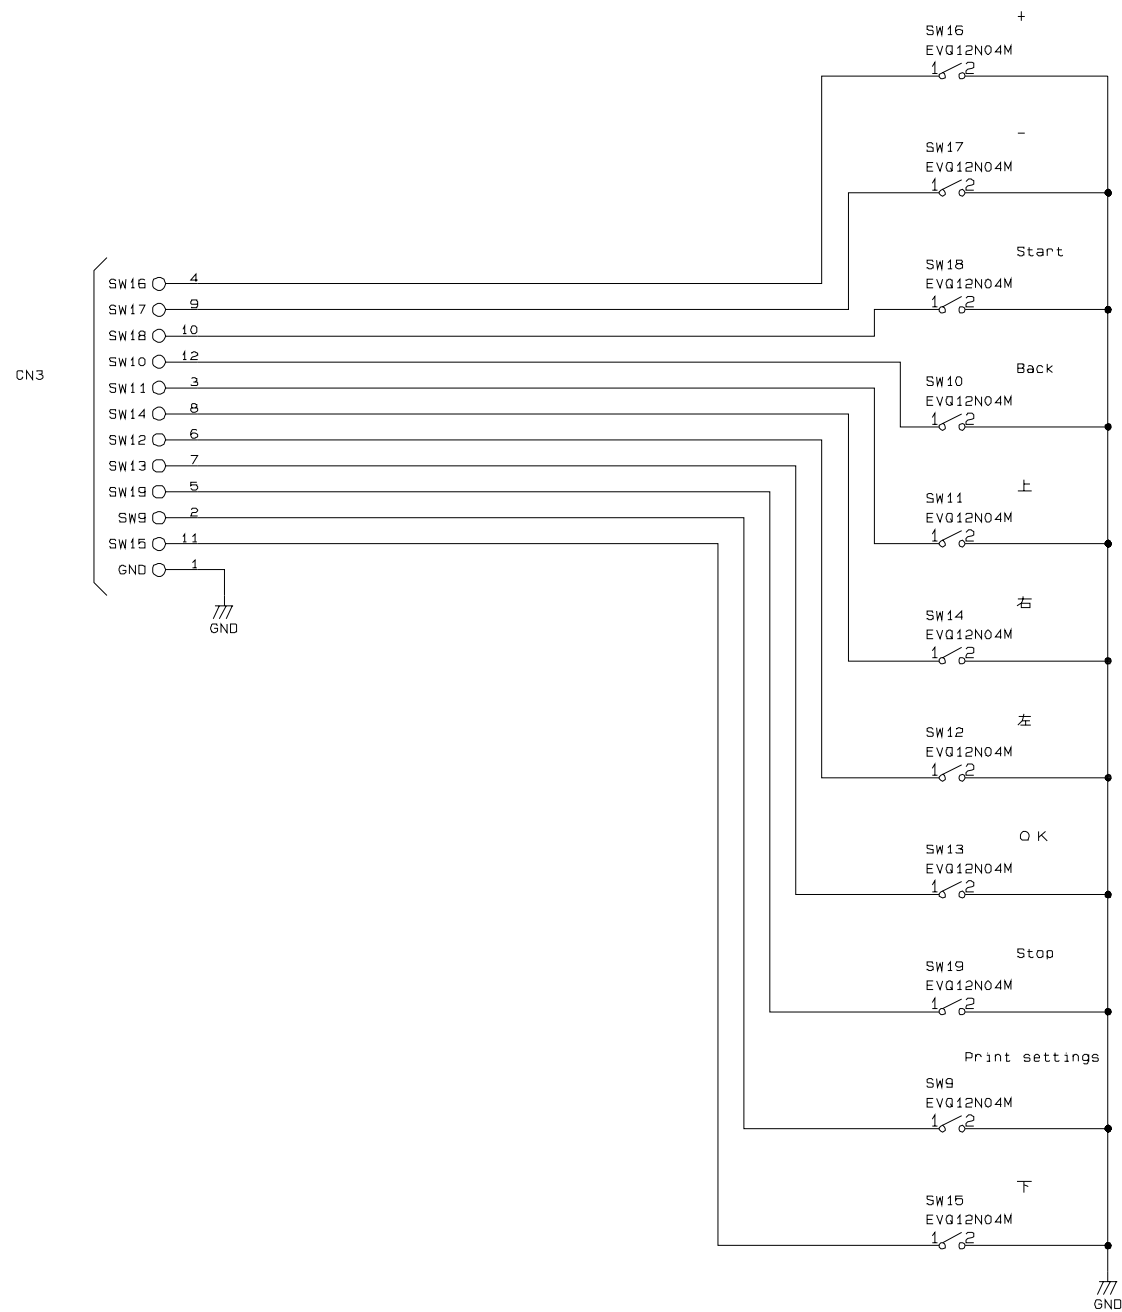 CN3
SW16 4
SW17 9
SW18 10
SW10 12
SW11 3
SW14 8
SW12 6
SW13 7
SW19 5
SW9 2
SW15 11
GND 1
GND
+
SW16
EVQ12N04M
1 2
-
SW17
EVQ12N04M
1 2
Start
SW18
EVQ12N04M
1 2
Back
SW10
EVQ12N04M
1 2
上
SW11
EVQ12N04M
1 2
右
SW14
EVQ12N04M
1 2
左
SW12
EVQ12N04M
1 2
OK
SW13
EVQ12N04M
1 2
Stop
SW19
EVQ12N04M
1 2
Print settings
SW9
EVQ12N04M
1 2
下
SW15
EVQ12N04M
1 2
GND